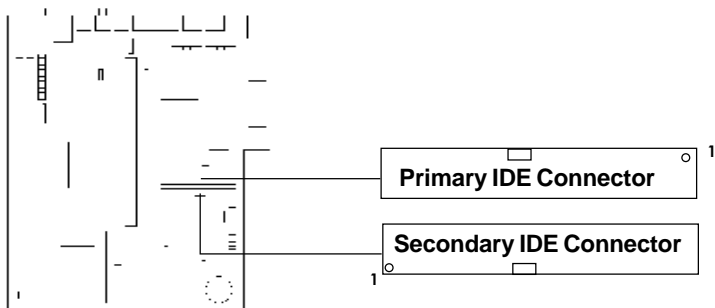 1
Primary IDE Connector
Secondary IDE Connector
1